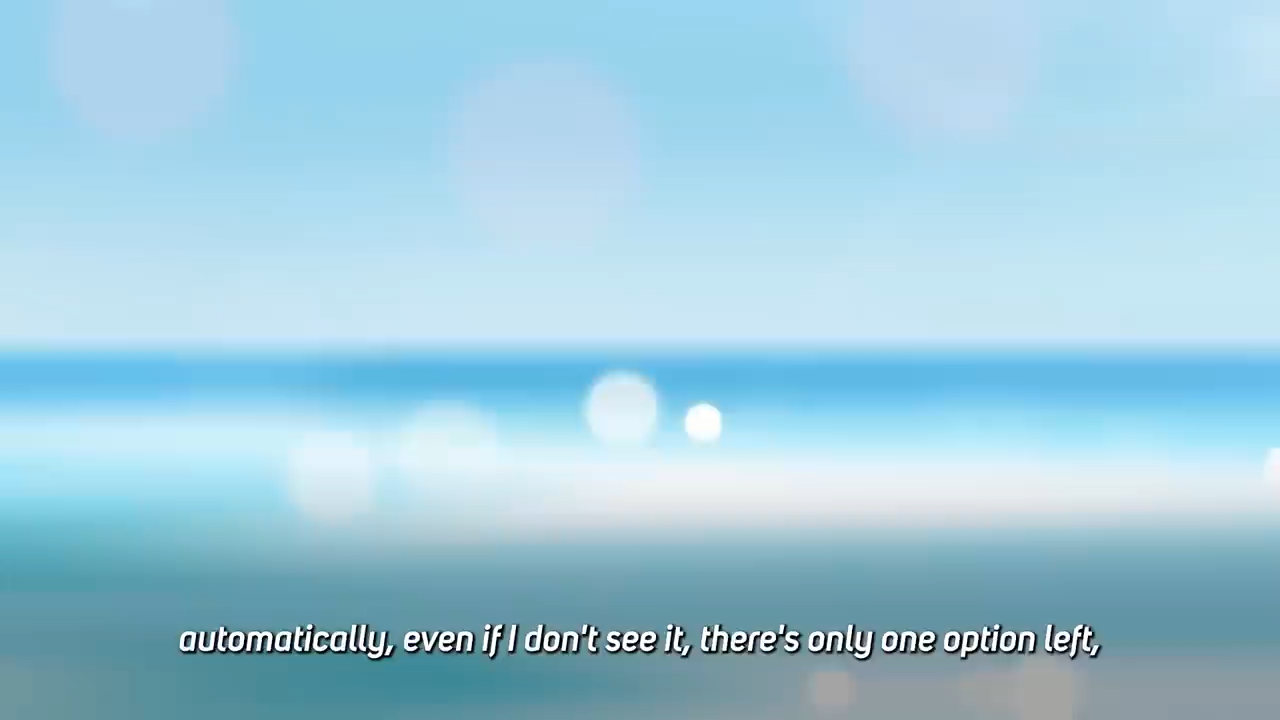 automatically, even if I don't see it, there's only one option left,